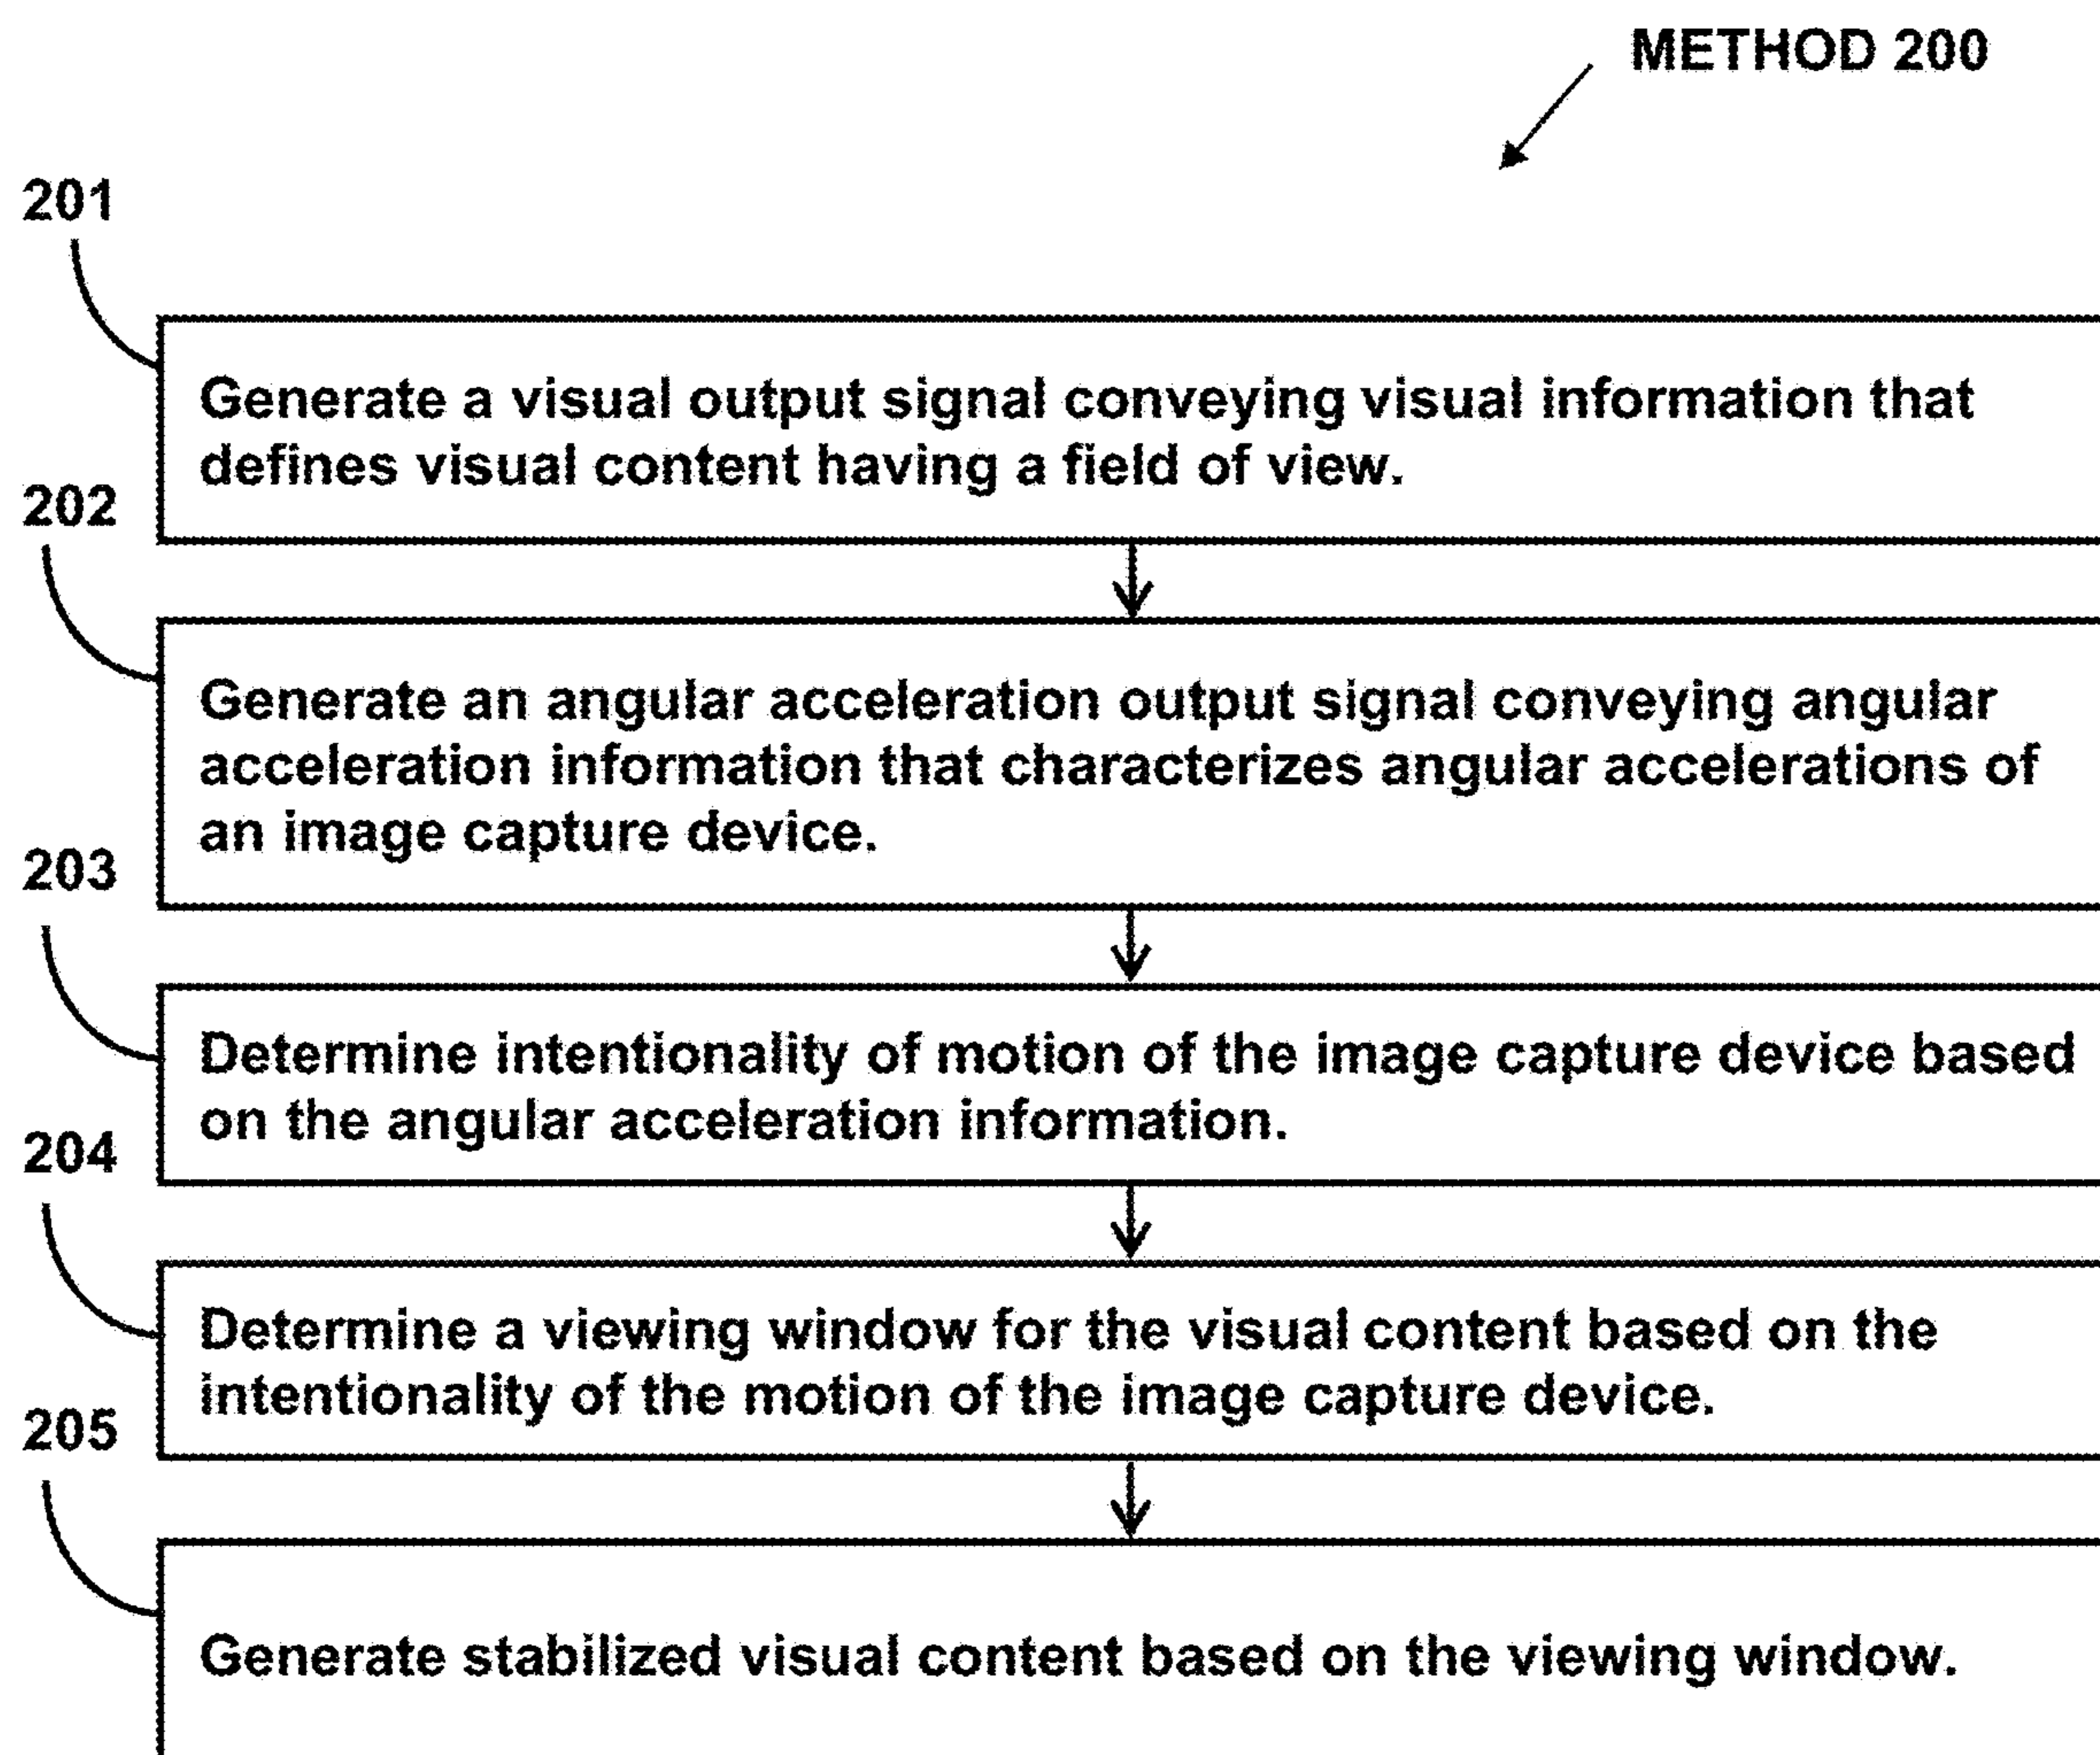 METHOD 200
201
Generate a visual output signal conveying visual information that
defines visual content having a field of view.
202
Generate an angular acceleration output signal conveying angular
acceleration information that characterizes angular accelerations of
an image capture device.
203
Determine intentionality of motion of the image capture device based
on the angular acceleration information.
204
Determine a viewing window for the visual content based on the
intentionality of the motion of the image capture device.
205
Generate stabilized visual content based on the viewing window.